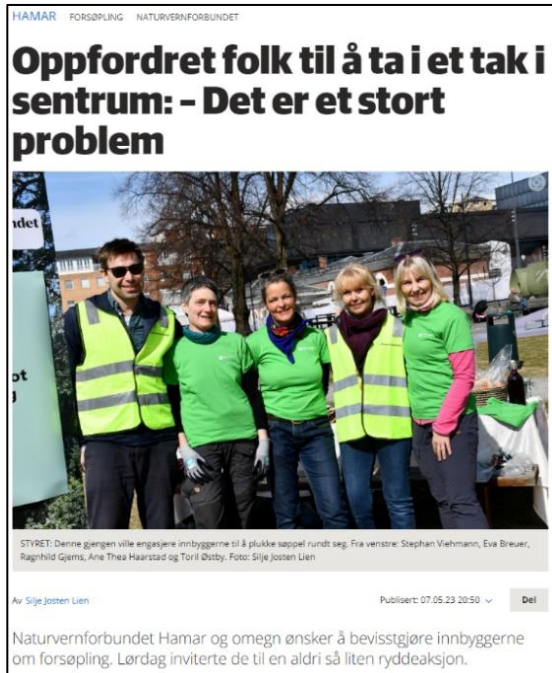 HAMAR FORSØPLING NATURVERNFORBUNDET
Oppfordret folk til å ta i et tak i
sentrum: – Det er et stort
problem
ndet
ot
g
STYRET: Denne gjengen ville engasjere innbyggerne til å plukke søppel rundt seg. Fra venstre: Stephan Viehmann, Eva Breuer,
Ragnhild Gjems, Ane Thea Haarstad og Toril Østby. Foto: Silje Josten Lien
Av Silje Josten Lien Publisert: 07.05.23 20:50 Del
Naturvernforbundet Hamar og omegn ønsker å bevisstgjøre innbyggerne
om forsøpling. Lørdag inviterte de til en aldri så liten ryddeaksjon.